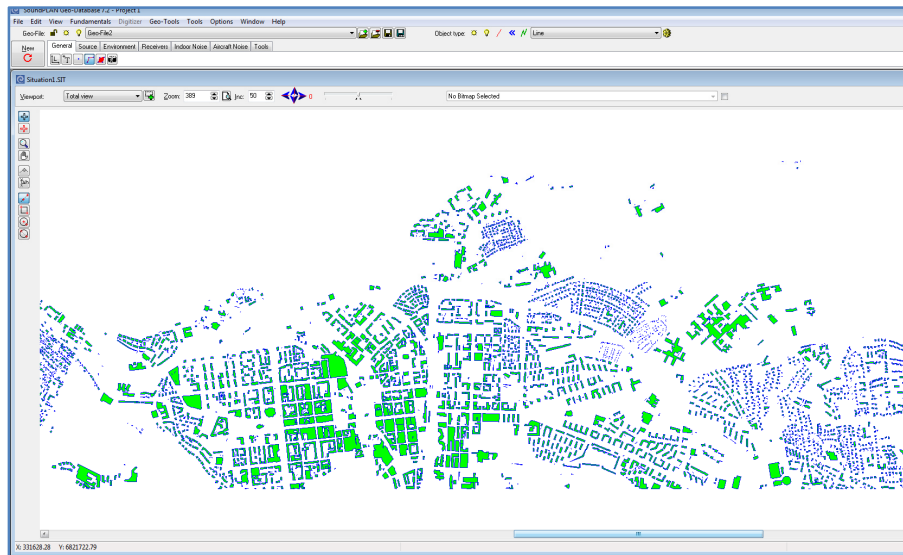 SoundPLAN Geo-Database 7.2 - Project 1
File Edit View Fundamentals Digitizer Geo-Tools Tools Options Window Help
Geo-File: Geo-File2 Object type: Line
New General Source Environment Receivers Indoor Noise Aircraft Noise Tools
Situation1.SIT
Viewport: Total view Zoom: 389 Inc: 50 0 No Bitmap Selected
X: 331628.28 Y: 6821722.79